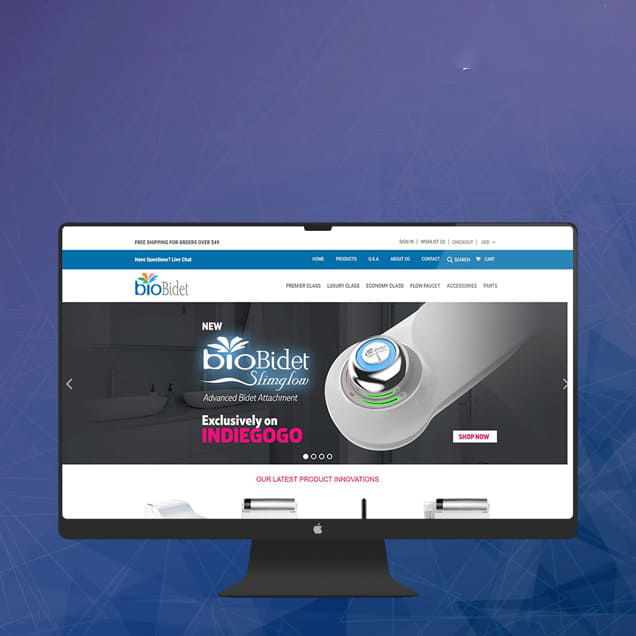 FREE SHIPPING FOR ORDERS OVER $49
SIGN IN | WISHLIST (0) | CHECKOUT | USD
Have Questions? Live Chat
HOME PRODUCTS Q & A ABOUT US CONTACT SEARCH CART
bioBidet
PREMIER CLASS LUXURY CLASS ECONOMY CLASS FLOW FAUCET ACCESSORIES PARTS
NEW
bioBidet
Slimglow
Advanced Bidet Attachment
Exclusively on
INDIEGOGO
SHOP NOW
OUR LATEST PRODUCT INNOVATIONS